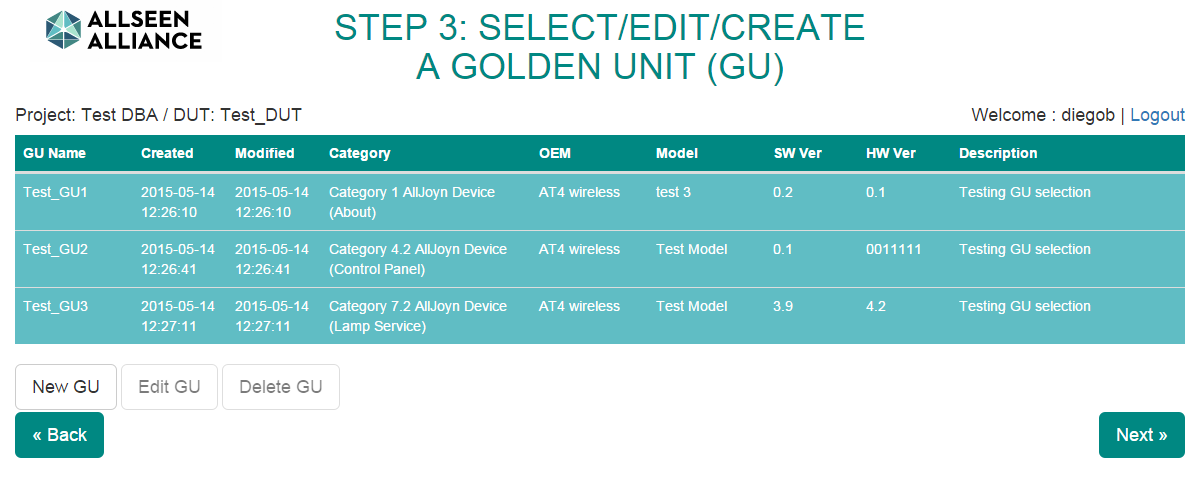 ALLSEEN
ALLIANCE
STEP 3: SELECT/EDIT/CREATE
A GOLDEN UNIT (GU)
Project: Test DBA / DUT: Test_DUT
Welcome : diegob | Logout
GU Name Created Modified Category OEM Model SW Ver HW Ver Description
Test_GU1 2015-05-14 2015-05-14 Category 1 AllJoyn Device AT4 wireless test 3 0.2 0.1 Testing GU selection
12:26:10 12:26:10 (About)
Test_GU2 2015-05-14 2015-05-14 Category 4.2 AllJoyn Device AT4 wireless Test Model 0.1 0011111 Testing GU selection
12:26:41 12:26:41 (Control Panel)
Test_GU3 2015-05-14 2015-05-14 Category 7.2 AllJoyn Device AT4 wireless Test Model 3.9 4.2 Testing GU selection
12:27:11 12:27:11 (Lamp Service)
New GU Edit GU Delete GU
« Back Next »